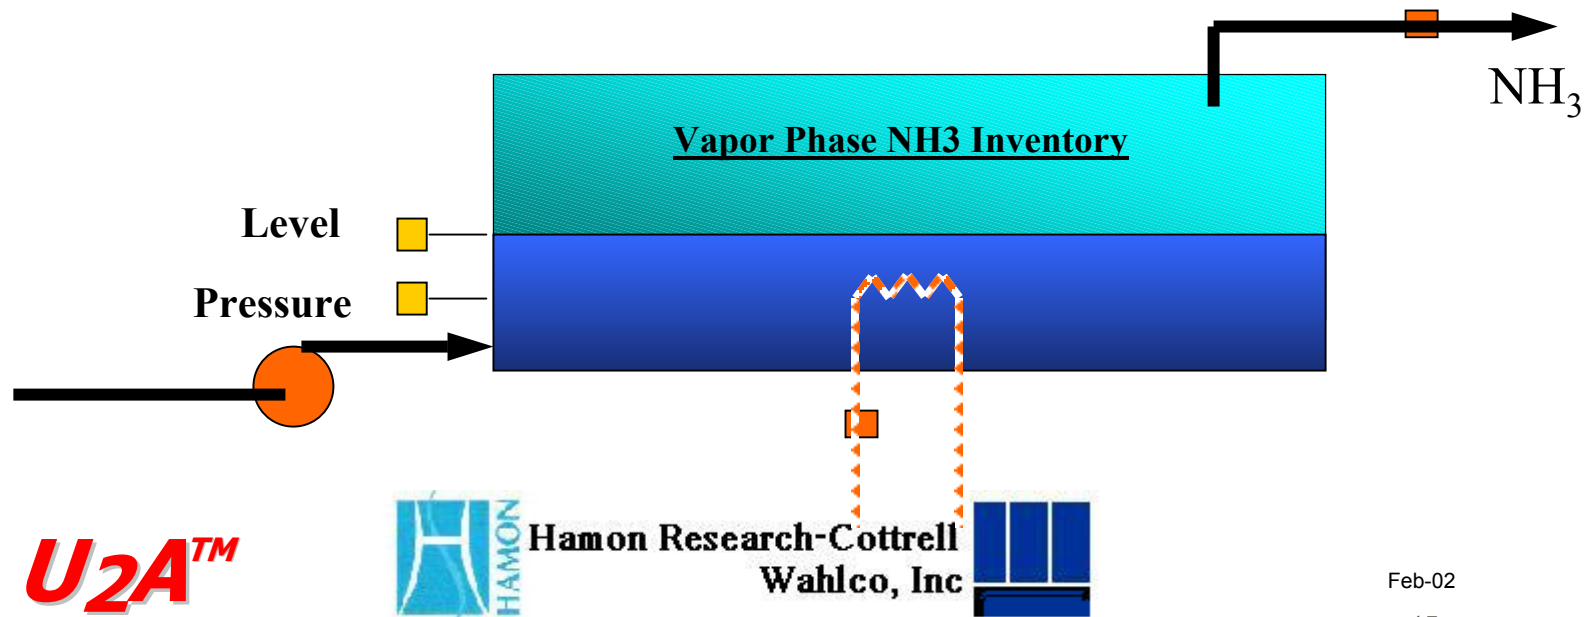 NH3
Vapor Phase NH3 Inventory
Level
Pressure
U2A™
HAMON
Hamon Research-Cottrell
Wahlco, Inc
Feb-02